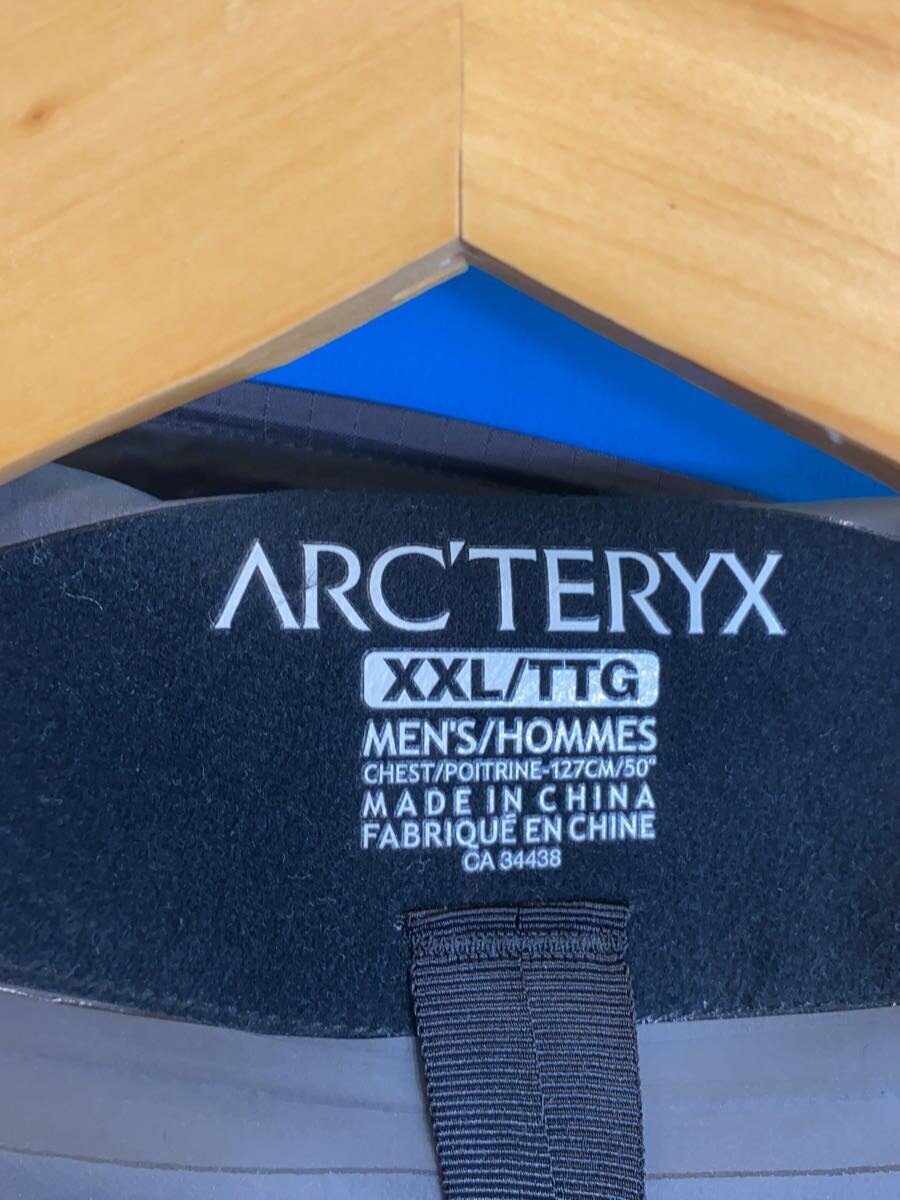 ARC'TERYX
XXL/TTG
MEN'S/HOMMES
CHEST/POITRINE-127CM/50"
MADE IN CHINA
FABRIQUÉ EN CHINE
CA 34438